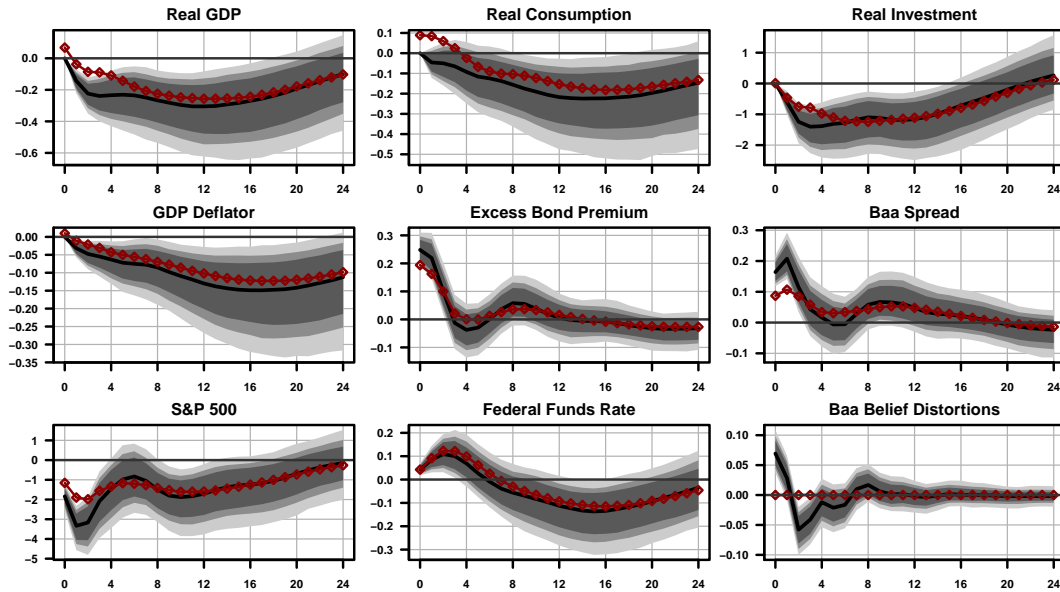 Real GDP
0.0
−0.2
−0.4
−0.6
0 4 8 12 16 20 24
Real Consumption
0.1
0.0
−0.1
−0.2
−0.3
−0.4
−0.5
0 4 8 12 16 20 24
Real Investment
1
0
−1
−2
0 4 8 12 16 20 24
GDP Deflator
0.00
−0.05
−0.10
−0.15
−0.20
−0.25
−0.30
−0.35
0 4 8 12 16 20 24
Excess Bond Premium
0.3
0.2
0.1
0.0
−0.1
0 4 8 12 16 20 24
Baa Spread
0.3
0.2
0.1
0.0
−0.1
0 4 8 12 16 20 24
S&P 500
1
0
−1
−2
−3
−4
−5
0 4 8 12 16 20 24
Federal Funds Rate
0.2
0.1
0.0
−0.1
−0.2
−0.3
0 4 8 12 16 20 24
Baa Belief Distortions
0.10
0.05
0.00
−0.05
−0.10
0 4 8 12 16 20 24